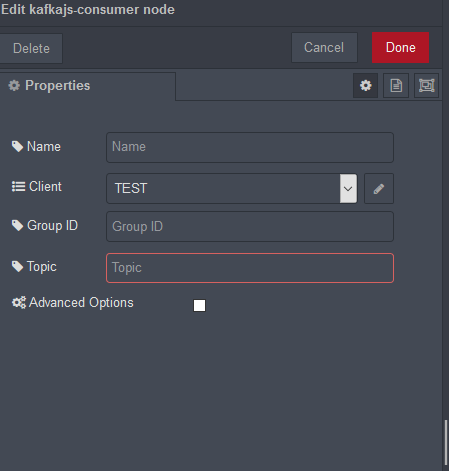 Edit kafkajs-consumer node
Delete
Cancel
Done
Properties
Name
Name
Client
TEST
Group ID
Group ID
Topic
Topic
Advanced Options